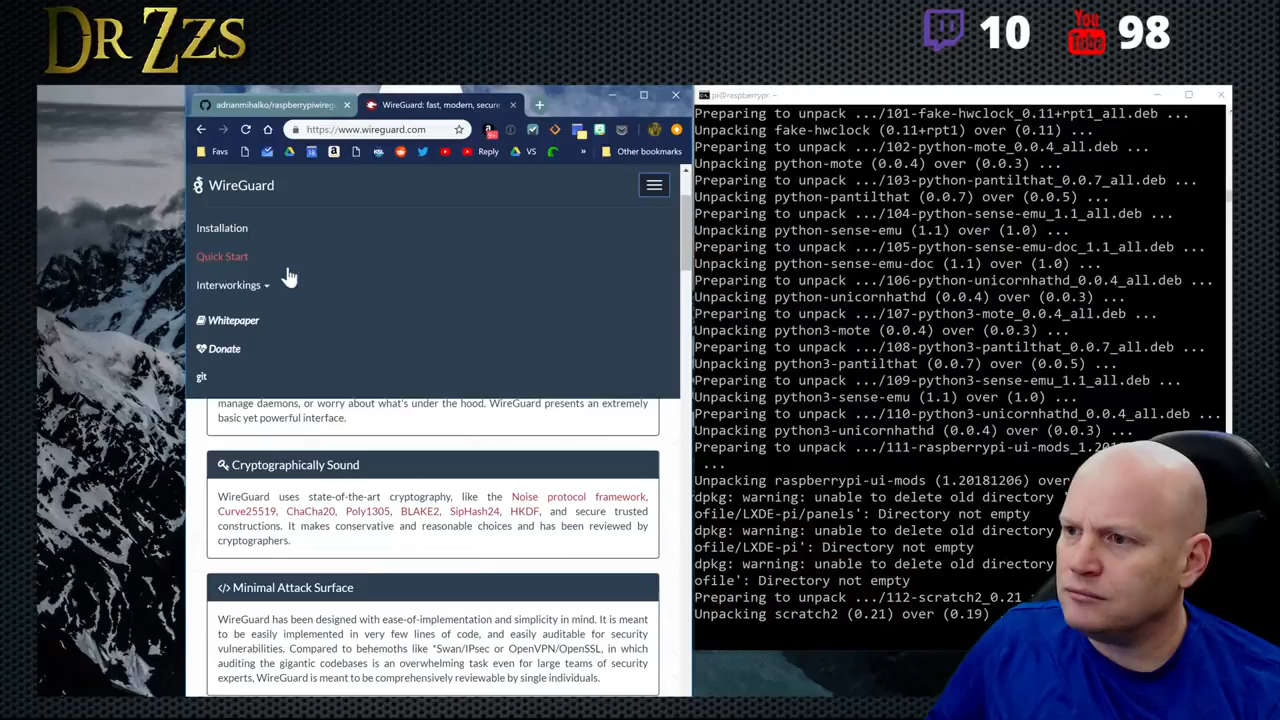 DR ZZS
10
You
Tube
98
adrianmihalko/raspberrypiwireg
WireGuard: fast, modern, secure
https://www.wireguard.com
Favs
Reply
VS
»
Other bookmarks
WireGuard
Installation
Quick Start
Interworkings
Whitepaper
Donate
git
manage daemons, or worry about what's under the hood. WireGuard presents an extremely
basic yet powerful interface.
Cryptographically Sound
WireGuard uses state-of-the-art cryptography, like the Noise protocol framework,
Curve25519, ChaCha20, Poly1305, BLAKE2, SipHash24, HKDF, and secure trusted
constructions. It makes conservative and reasonable choices and has been reviewed by
cryptographers.
</> Minimal Attack Surface
WireGuard has been designed with ease-of-implementation and simplicity in mind. It is meant
to be easily implemented in very few lines of code, and easily auditable for security
vulnerabilities. Compared to behemoths like *Swan/IPsec or OpenVPN/OpenSSL, in which
auditing the gigantic codebases is an overwhelming task even for large teams of security
experts, WireGuard is meant to be comprehensively reviewable by single individuals.
pi@raspberrypi: ~
Preparing to unpack .../101-fake-hwclock_0.11+rpt1_all.deb ...
Unpacking fake-hwclock (0.11+rpt1) over (0.11) ...
Preparing to unpack .../102-python-mote_0.0.4_all.deb ...
Unpacking python-mote (0.0.4) over (0.0.3) ...
Preparing to unpack .../103-python-pantilthat_0.0.7_all.deb ...
Unpacking python-pantilthat (0.0.7) over (0.0.5) ...
Preparing to unpack .../104-python-sense-emu_1.1_all.deb ...
Unpacking python-sense-emu (1.1) over (1.0) ...
Preparing to unpack .../105-python-sense-emu-doc_1.1_all.deb ...
Unpacking python-sense-emu-doc (1.1) over (1.0) ...
Preparing to unpack .../106-python-unicornhathd_0.0.4_all.deb ...
Unpacking python-unicornhathd (0.0.4) over (0.0.3) ...
Preparing to unpack .../107-python3-mote_0.0.4_all.deb ...
Unpacking python3-mote (0.0.4) over (0.0.3) ...
Preparing to unpack .../108-python3-pantilthat_0.0.7_all.deb ...
Unpacking python3-pantilthat (0.0.7) over (0.0.5) ...
Preparing to unpack .../109-python3-sense-emu_1.1_all.deb ...
Unpacking python3-sense-emu (1.1) over (1.0) ...
Preparing to unpack .../110-python3-unicornhathd_0.0.4_all.deb ...
Unpacking python3-unicornhathd (0.0.4) over (0.0.3) ...
Preparing to unpack .../111-raspberrypi-ui-mods_1.201
...
Unpacking raspberrypi-ui-mods (1.20181206) over
dpkg: warning: unable to delete old directory
ofile/LXDE-pi/panels': Directory not empty
dpkg: warning: unable to delete old directory
ofile/LXDE-pi': Directory not empty
dpkg: warning: unable to delete old
ofile': Directory not empty
Preparing to unpack .../112-scratch2_0.21
Unpacking scratch2 (0.21) over (0.19)